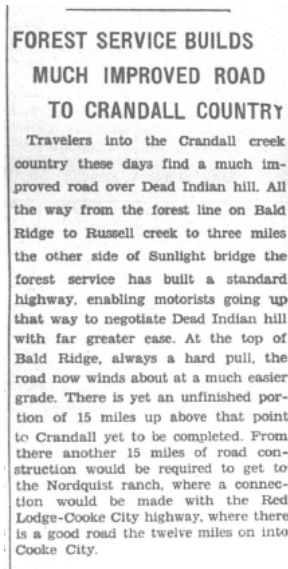 FOREST SERVICE BUILDS
MUCH IMPROVED ROAD
TO CRANDALL COUNTRY
Travelers into the Crandall creek
country these days find a much im-
proved road over Dead Indian hill. All
the way from the forest line on Bald
Ridge to Russell creek to three miles
the other side of Sunlight bridge the
forest service has built a standard
highway, enabling motorists going up
that way to negotiate Dead Indian hill
with far greater ease. At the top of
Bald Ridge, always a hard pull, the
road now winds about at a much easier
grade. There is yet an unfinished por-
tion of 15 miles up above that point
to Crandall yet to be completed. From
there another 15 miles of road con-
struction would be required to get to
the Nordquist ranch, where a connec-
tion would be made with the Red
Lodge-Cooke City highway, where there
is a good road the twelve miles on into
Cooke City.